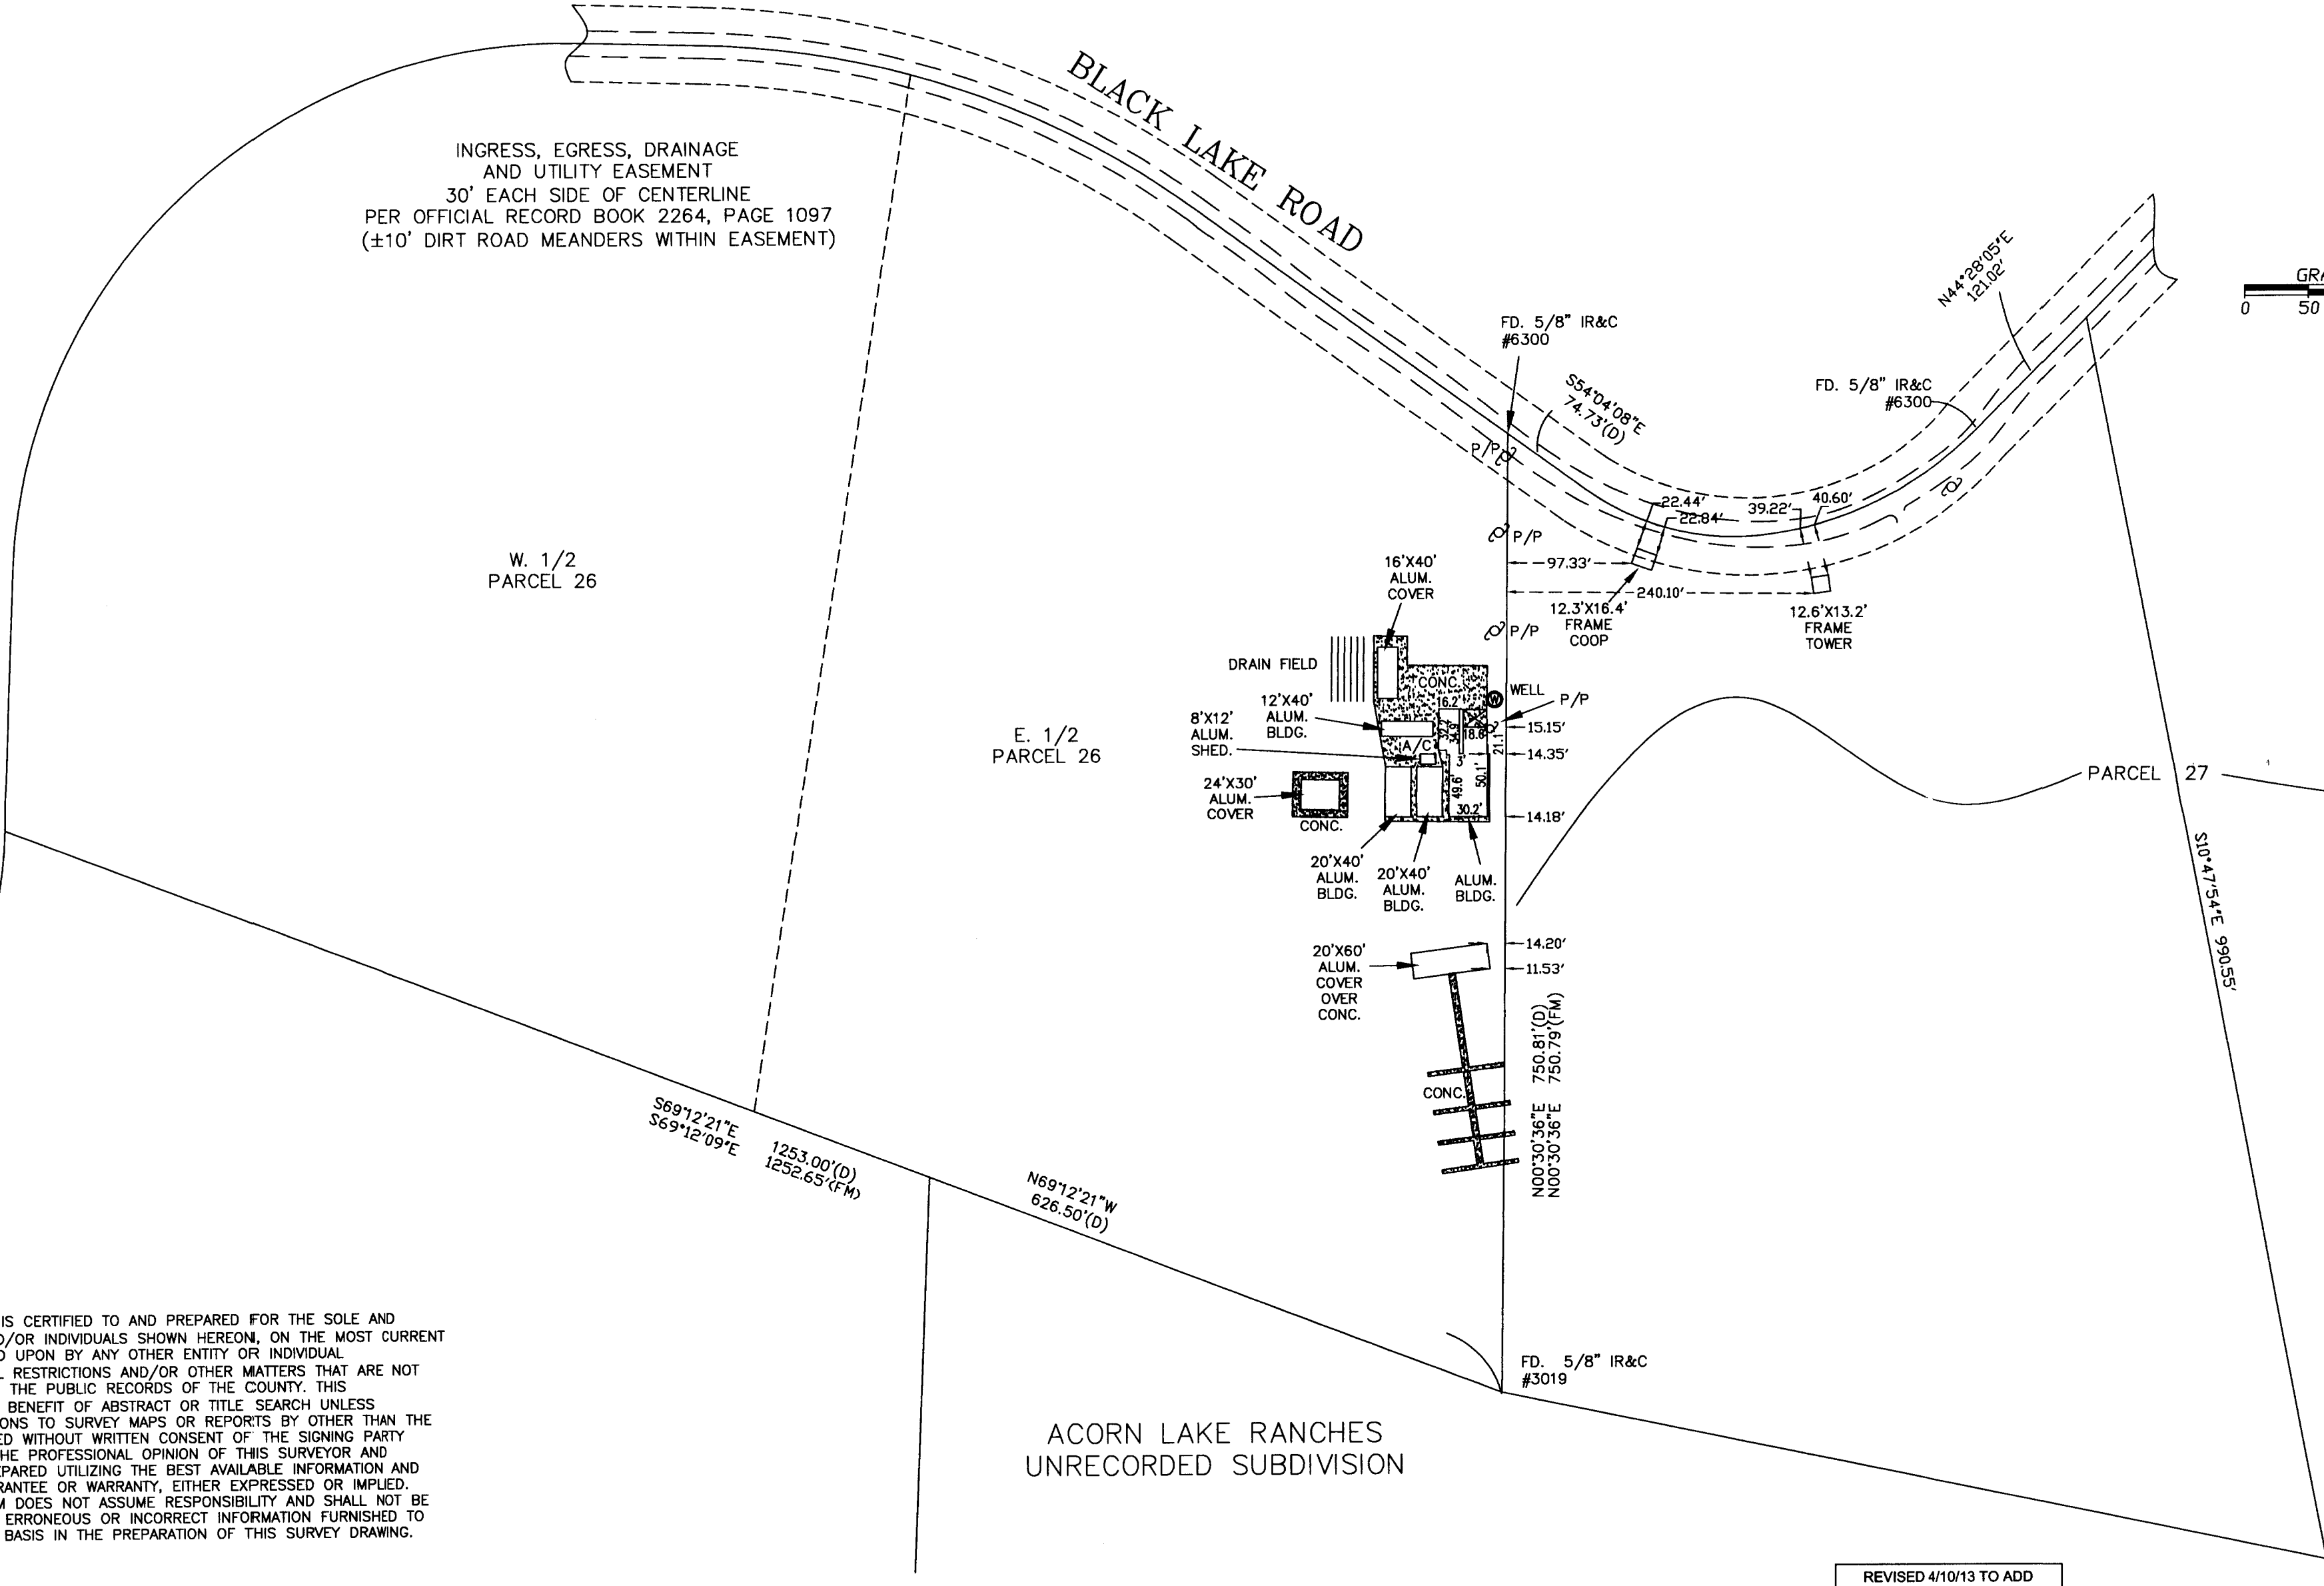 BLACK LAKE ROAD
INGRESS, EGRESS, DRAINAGE
AND UTILITY EASEMENT
30' EACH SIDE OF CENTERLINE
PER OFFICIAL RECORD BOOK 2264, PAGE 1097
(±10' DIRT ROAD MEANDERS WITHIN EASEMENT)
N44°28'05"E
121.02'
0 50
FD. 5/8" IR&C
#6300
S54°04'08"E
74.73'(D)
FD. 5/8" IR&C
#6300
P/P
22.44'
22.84'
39.22'
40.60'
P/P
97.33'
240.10'
12.3'X16.4'
FRAME
COOP
12.6'X13.2'
FRAME
TOWER
W. 1/2
PARCEL 26
16'X40'
ALUM.
COVER
P/P
DRAIN FIELD
CONC.
W
WELL
P/P
12'X40'
ALUM.
BLDG.
8'X12'
ALUM.
SHED.
16.2'
32.7'
34.9'
18.6'
21.1'
15.15'
A/C
3'
14.35'
E. 1/2
PARCEL 26
24'X30'
ALUM.
COVER
CONC.
49.6'
50.1'
30.2'
14.18'
PARCEL 27
20'X40'
ALUM.
BLDG.
20'X40'
ALUM.
BLDG.
ALUM.
BLDG.
S10°47'54"E 990.55'
20'X60'
ALUM.
COVER
OVER
CONC.
14.20'
11.53'
CONC.
N00°30'36"E 750.81'(D)
N00°30'36"E 750.79'(FM)
S69°12'21"E 1253.00'(D)
S69°12'09"E 1252.65'(FM)
N69°12'21"W
626.50'(D)
FD. 5/8" IR&C
#3019
ACORN LAKE RANCHES
UNRECORDED SUBDIVISION
IS CERTIFIED TO AND PREPARED FOR THE SOLE AND
D/OR INDIVIDUALS SHOWN HEREON, ON THE MOST CURRENT
D UPON BY ANY OTHER ENTITY OR INDIVIDUAL
L RESTRICTIONS AND/OR OTHER MATTERS THAT ARE NOT
THE PUBLIC RECORDS OF THE COUNTY. THIS
BENEFIT OF ABSTRACT OR TITLE SEARCH UNLESS
ONS TO SURVEY MAPS OR REPORTS BY OTHER THAN THE
ED WITHOUT WRITTEN CONSENT OF THE SIGNING PARTY
HE PROFESSIONAL OPINION OF THIS SURVEYOR AND
EPARED UTILIZING THE BEST AVAILABLE INFORMATION AND
RANTEE OR WARRANTY, EITHER EXPRESSED OR IMPLIED.
M DOES NOT ASSUME RESPONSIBILITY AND SHALL NOT BE
ERRONEOUS OR INCORRECT INFORMATION FURNISHED TO
BASIS IN THE PREPARATION OF THIS SURVEY DRAWING.
REVISED 4/10/13 TO ADD